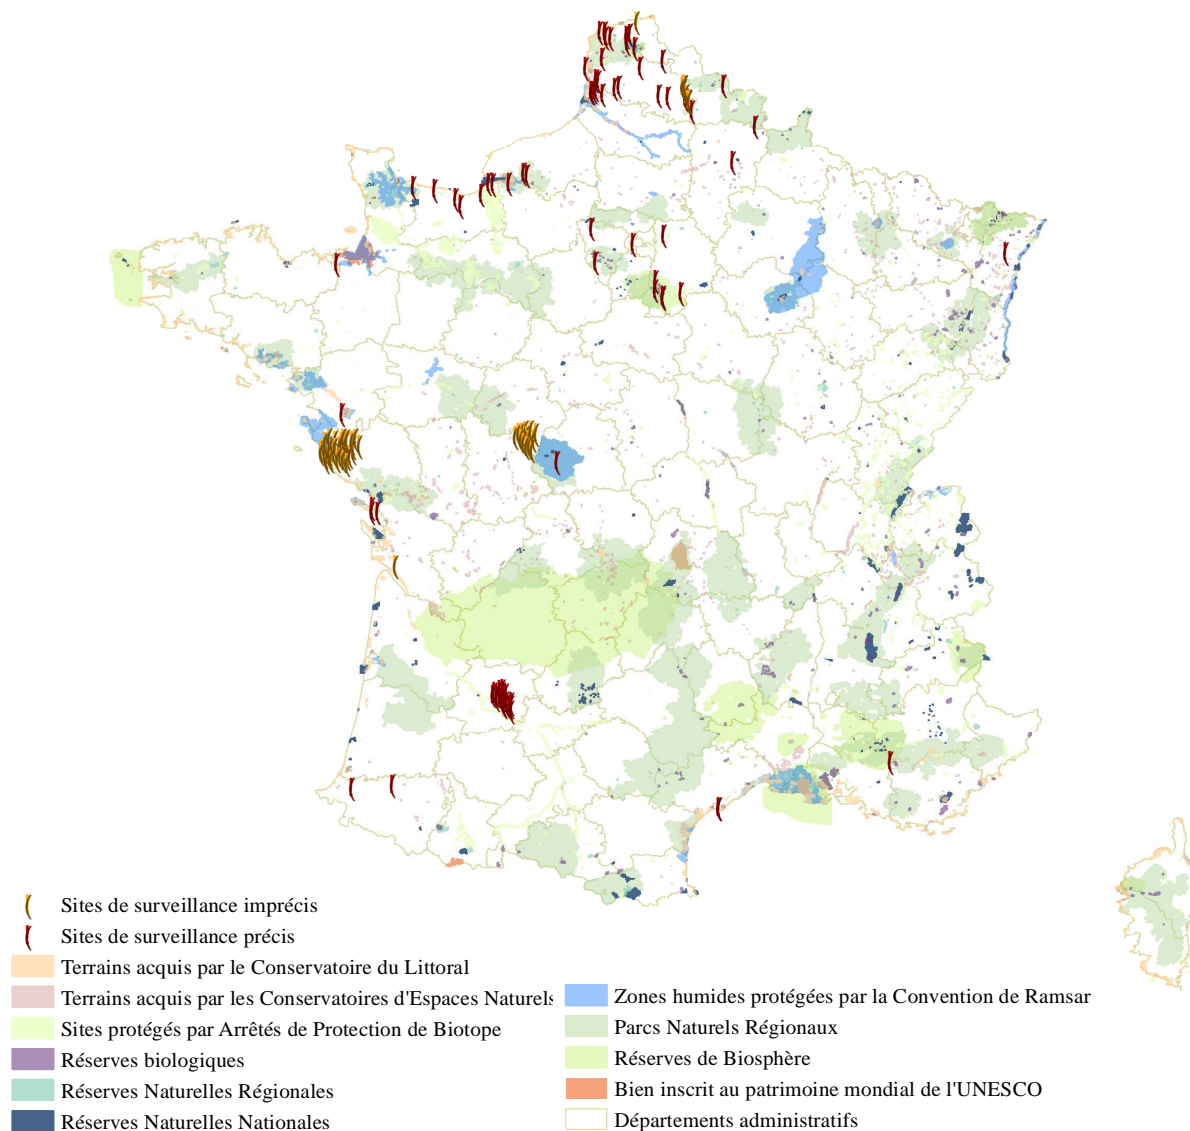 Sites de surveillance imprécis
Sites de surveillance précis
Terrains acquis par le Conservatoire du Littoral
Terrains acquis par les Conservatoires d'Espaces Naturels
Sites protégés par Arrêtés de Protection de Biotope
Réserves biologiques
Réserves Naturelles Régionales
Réserves Naturelles Nationales
Zones humides protégées par la Convention de Ramsar
Parcs Naturels Régionaux
Réserves de Biosphère
Bien inscrit au patrimoine mondial de l'UNESCO
Départements administratifs